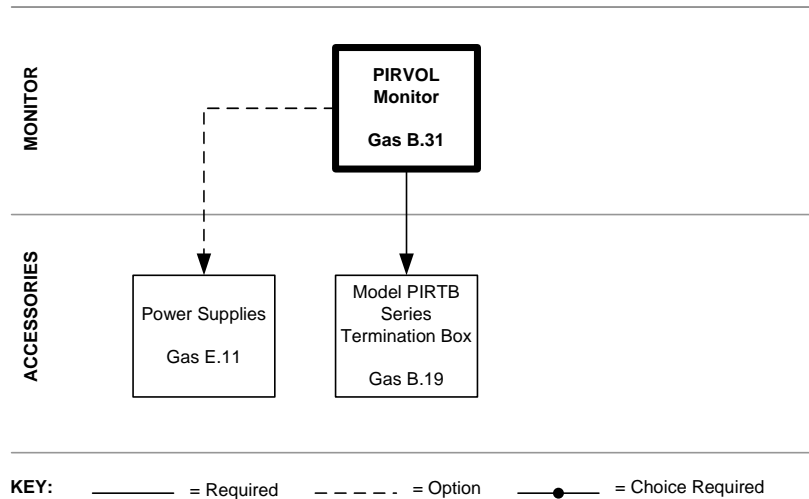 MONITOR
PIRVOL
Monitor
Gas B.31
ACCESSORIES
Power Supplies
Gas E.11
Model PIRTB
Series
Termination Box
Gas B.19
KEY:
= Required
= Option
= Choice Required